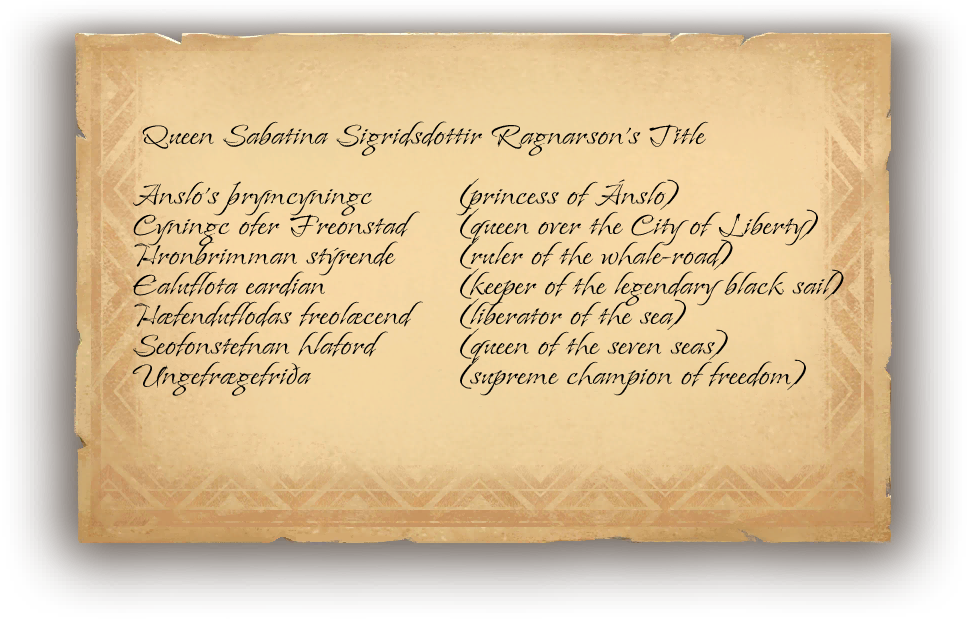 Queen Sabatina Sigridsdottir Ragnarson's Title
Anslo's þrymcyningc (princess of Ánslo)
Cyningc ofer Freonstad (queen over the City of Liberty)
Hronbrimman stýrende (ruler of the whale-road)
Ealuflota eardian (keeper of the legendary black sail)
Hæfenduflodas freolæcend (liberator of the sea)
Seofonstefnan hlaford (queen of the seven seas)
Ungefrægefriða (supreme champion of freedom)